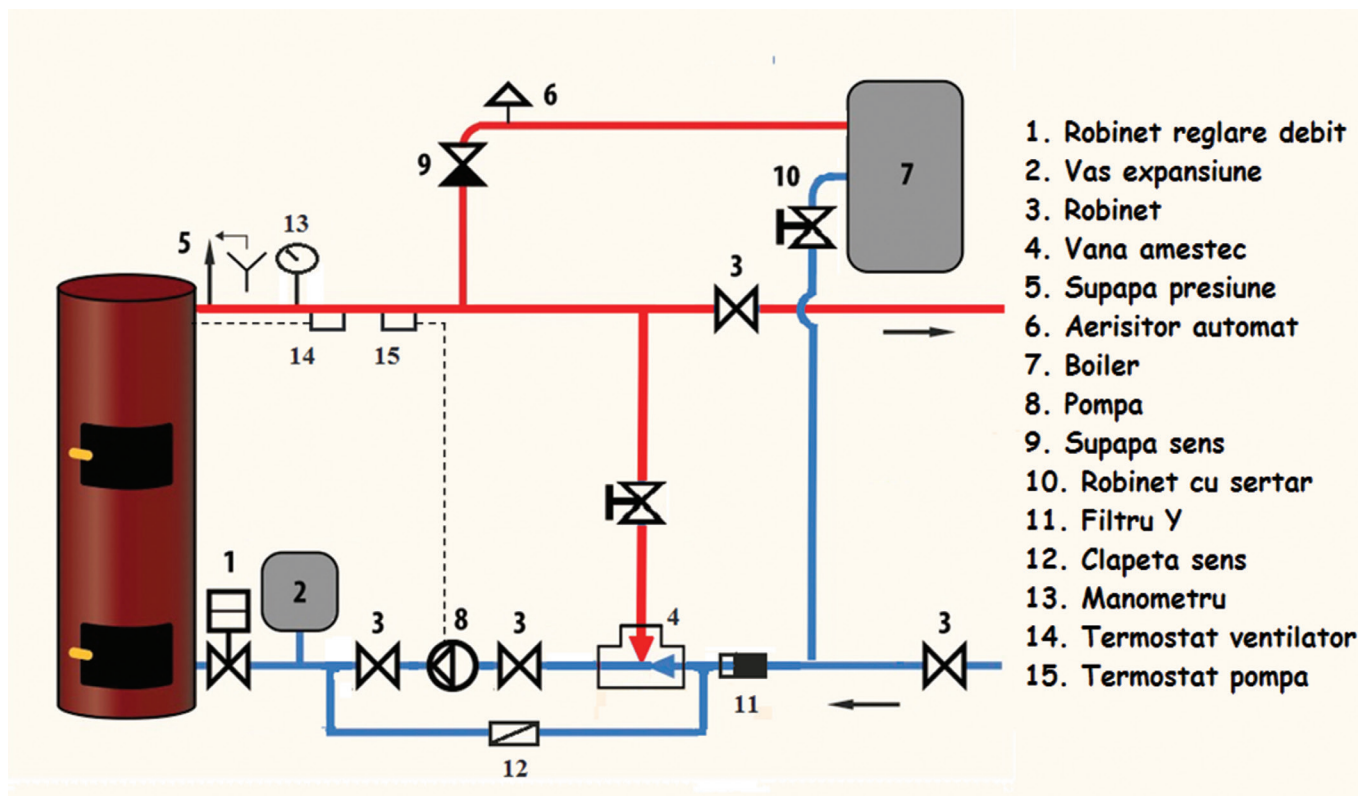 6
9
10
7
5
13
3
14
15
1
2
3
8
3
4
3
11
12
1. Robinet reglare debit
2. Vas expansiune
3. Robinet
4. Vana amestec
5. Supapa presiune
6. Aerisitor automat
7. Boiler
8. Pompa
9. Supapa sens
10. Robinet cu sertar
11. Filtru Y
12. Clapeta sens
13. Manometru
14. Termostat ventilator
15. Termostat pompa